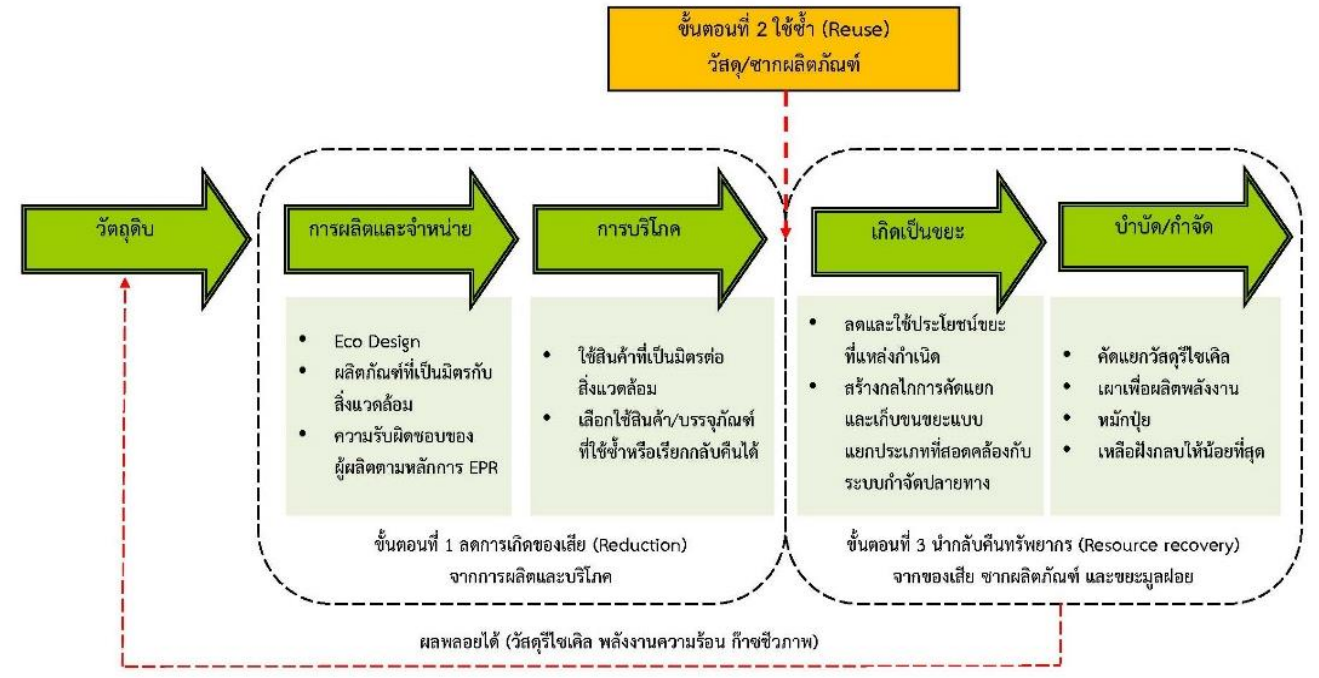 ขั้นตอนที่ 2 ใช้ซ้ำ (Reuse)
วัสดุ/ซากผลิตภัณฑ์
วัตถุดิบ
การผลิตและจำหน่าย
การบริโภค
เกิดเป็นขยะ
บำบัด/กำจัด
• Eco Design
• ผลิตภัณฑ์ที่เป็นมิตรกับ
สิ่งแวดล้อม
• ความรับผิดชอบของ
ผู้ผลิตตามหลักการ EPR
• ใช้สินค้าที่เป็นมิตรต่อ
สิ่งแวดล้อม
• เลือกใช้สินค้า/บรรจุภัณฑ์
ที่ใช้ซ้ำหรือเรียกกลับคืนได้
• ลดและใช้ประโยชน์ขยะ
ที่แหล่งกำเนิด
• สร้างกลไกการคัดแยก
และเก็บขนขยะแบบ
แยกประเภทที่สอดคล้องกับ
ระบบกำจัดปลายทาง
• คัดแยกวัสดุรีไซเคิล
• เผาเพื่อผลิตพลังงาน
• หมักปุ๋ย
• เหลือฝังกลบให้น้อยที่สุด
ขั้นตอนที่ 1 ลดการเกิดของเสีย (Reduction)
จากการผลิตและบริโภค
ขั้นตอนที่ 3 นำกลับคืนทรัพยากร (Resource recovery)
จากของเสีย ซากผลิตภัณฑ์ และขยะมูลฝอย
ผลพลอยได้ (วัสดุรีไซเคิล พลังงานความร้อน ก๊าซชีวภาพ)